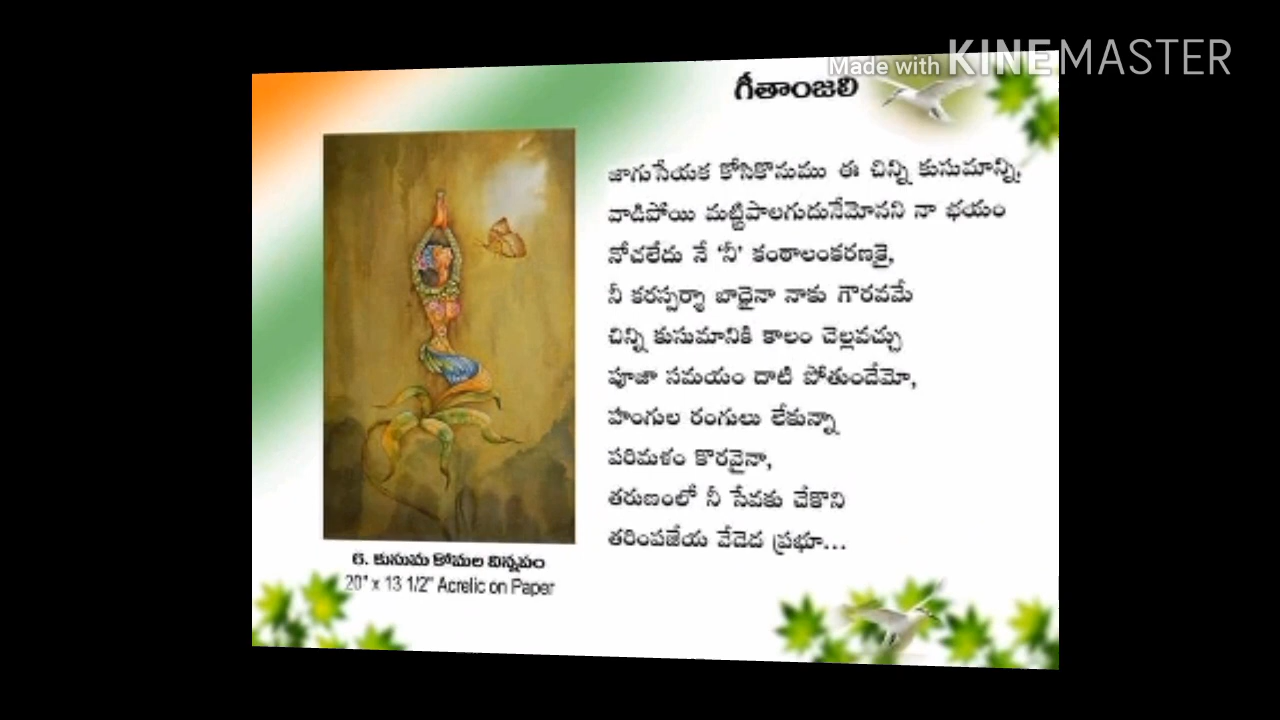 Made with KINEMASTER
గీతాంజలి
జాగుసేయక కోసికొనుము ఈ చిన్ని కుసుమాన్ని,
వాడిపోయి మట్టిపాలగుదునేమోనని నా భయం
నోచలేదు నే 'నీ' కంఠాలంకరణకై,
నీ కరస్పర్శా బాధైనా నాకు గౌరవమే
చిన్ని కుసుమానికి కాలం చెల్లవచ్చు
పూజా సమయం దాటి పోతుందేమో,
హంగుల రంగులు లేకున్నా
పరిమళం కొరవైనా,
తరుణంలో నీ సేవకు చేకొని
తరింపజేయ వేడెద ప్రభూ...
6. కుసుమ కోమల విన్నపం
20" x 13 1/2" Acrelic on Paper